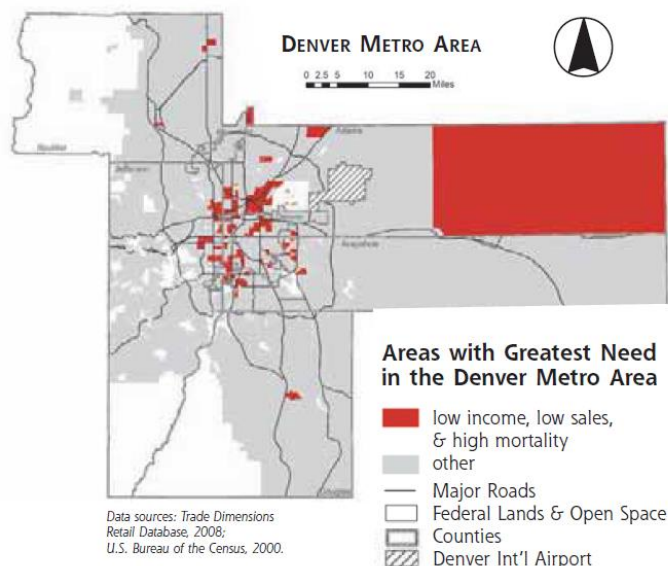 DENVER METRO AREA
0 2.5 5 10 15 20
Miles
Adams
Boulder
Jefferson
Arapahoe
Douglas
Areas with Greatest Need
in the Denver Metro Area
low income, low sales,
& high mortality
other
Major Roads
Federal Lands & Open Space
Counties
Denver Int'l Airport
Data sources: Trade Dimensions
Retail Database, 2008;
U.S. Bureau of the Census, 2000.